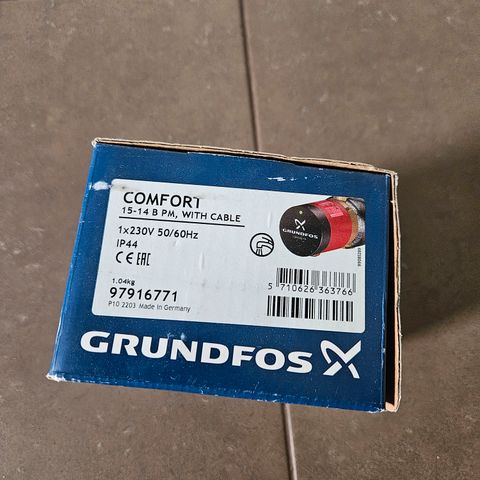 COMFORT
15-14 B PM, WITH CABLE
1x230V 50/60Hz
IP44
CE EAC
1.04kg
97916771
P10 2203 Made in Germany
GRUNDFOS
5 710626 363766
GRUNDFOS